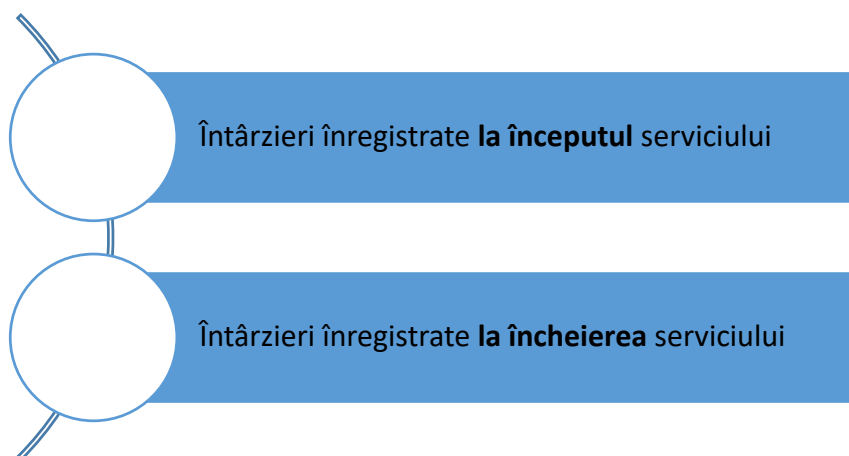 Întârzieri înregistrate la începutul serviciului
Întârzieri înregistrate la încheierea serviciului